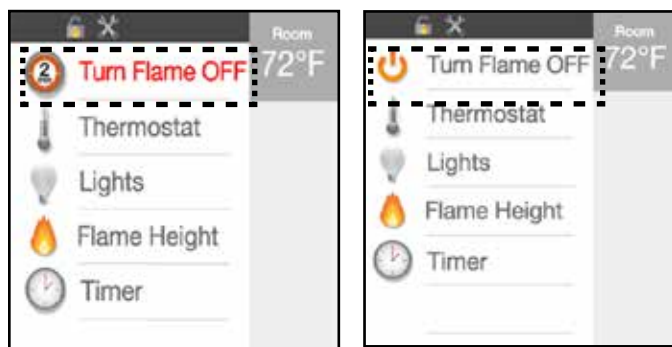 Room
72°F
2
Turn Flame OFF
Thermostat
Lights
Flame Height
Timer
Room
72°F
Turn Flame OFF
Thermostat
Lights
Flame Height
Timer